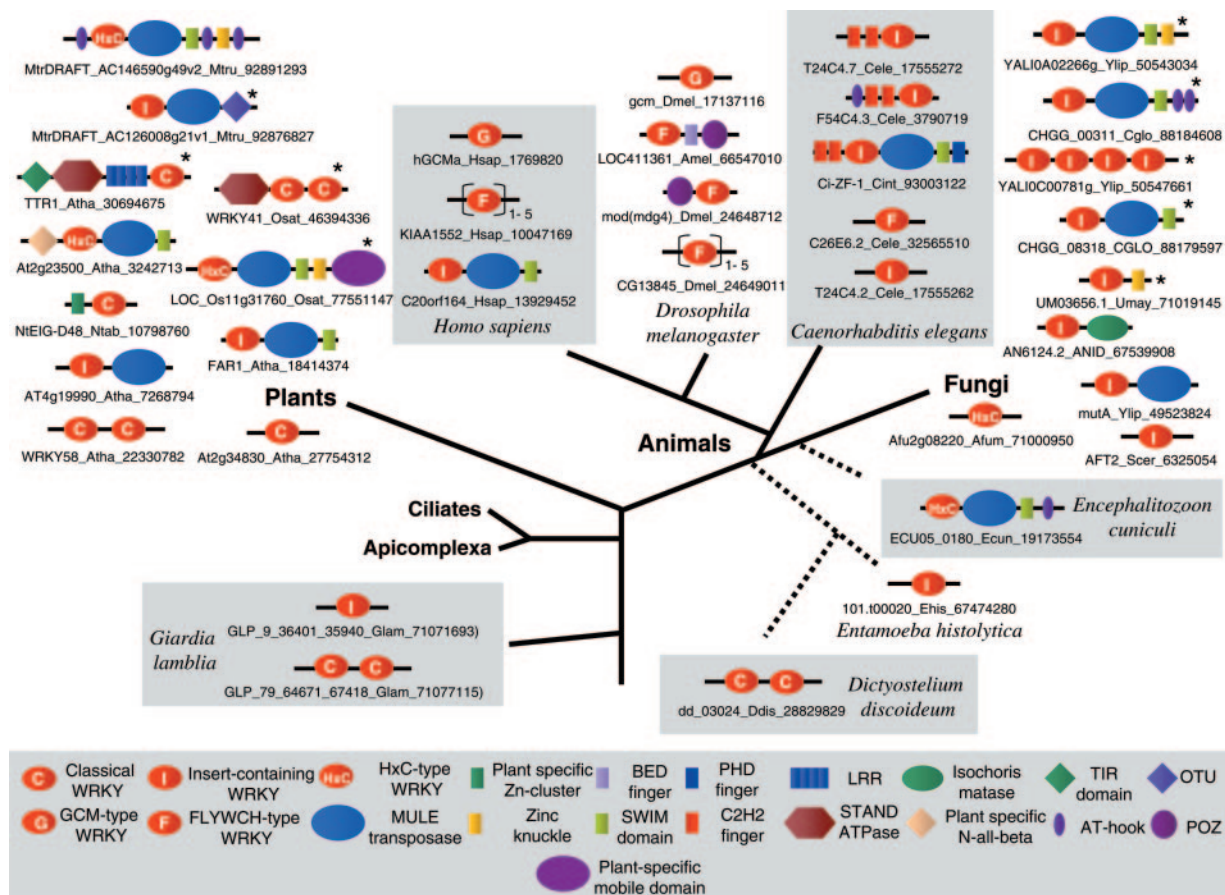 HxC
MtrDRAFT_AC146590g49v2_Mtru_92891293
I
*
MtrDRAFT_AC126008g21v1_Mtru_92876827
C
*
TTR1_Atha_30694675
C C
*
WRKY41_Osat_46394336
HxC
At2g23500_Atha_3242713
HxC
*
LOC_Os11g31760_Osat_77551147
C
NtEIG-D48_Ntab_10798760
I
FAR1_Atha_18414374
I
AT4g19990_Atha_7268794
Plants
C C
WRKY58_Atha_22330782
C
At2g34830_Atha_27754312
G
hGCMa_Hsap_1769820
F
1-5
KIAA1552_Hsap_10047169
I
C20orf164_Hsap_13929452
Homo sapiens
G
gcm_Dmel_17137116
F
LOC411361_Amel_66547010
F
mod(mdg4)_Dmel_24648712
F
1-5
CG13845_Dmel_24649011
Drosophila
melanogaster
I
T24C4.7_Cele_17555272
I
F54C4.3_Cele_3790719
I
Ci-ZF-1_Cint_93003122
F
C26E6.2_Cele_32565510
I
T24C4.2_Cele_17555262
Caenorhabditis elegans
I
*
YALI0A02266g_Ylip_50543034
I
*
CHGG_00311_Cglo_88184608
I I I I
*
YALI0C00781g_Ylip_50547661
I
*
CHGG_08318_CGLO_88179597
I
*
UM03656.1_Umay_71019145
I
AN6124.2_ANID_67539908
Fungi
I
mutA_Ylip_49523824
HxC
Afu2g08220_Afum_71000950
I
AFT2_Scer_6325054
Animals
HxC
Encephalitozoon
cuniculi
ECU05_0180_Ecun_19173554
Ciliates
Apicomplexa
I
101.t00020_Ehis_67474280
Entamoeba histolytica
I
GLP_9_36401_35940_Glam_71071693)
Giardia
lamblia
C C
GLP_79_64671_67418_Glam_71077115)
C C
dd_03024_Ddis_28829829
Dictyostelium
discoideum
C
Classical
WRKY
I
Insert-containing
WRKY
HxC
HxC-type
WRKY
Plant specific
Zn-cluster
BED
finger
PHD
finger
LRR
Isochoris
matase
TIR
domain
OTU
G
GCM-type
WRKY
F
FLYWCH-type
WRKY
MULE
transposase
Zinc
knuckle
SWIM
domain
C2H2
finger
STAND
ATPase
Plant specific
N-all-beta
AT-hook
POZ
Plant-specific
mobile domain